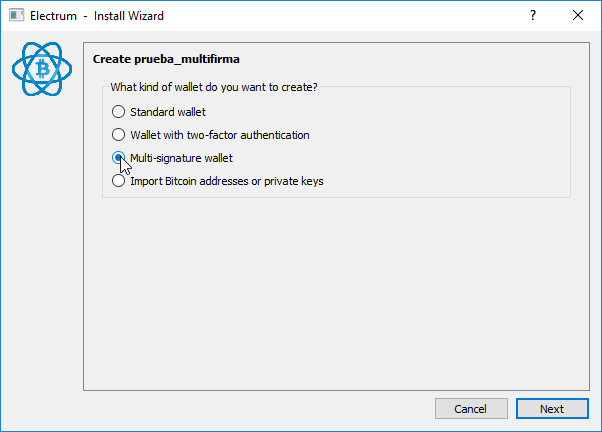 Electrum - Install Wizard
?
Create prueba_multifirma
What kind of wallet do you want to create?
Standard wallet
Wallet with two-factor authentication
Multi-signature wallet
Import Bitcoin addresses or private keys
Cancel
Next